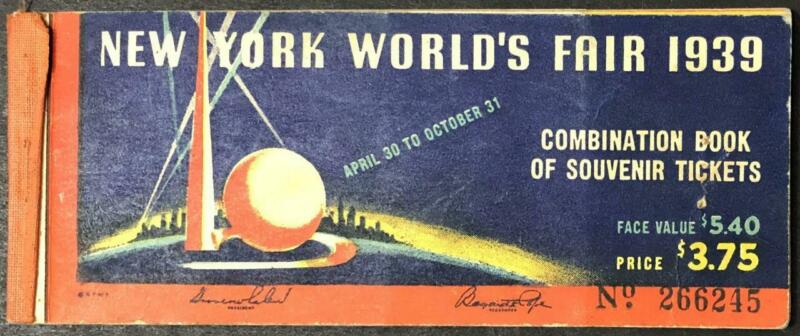 NEW YORK WORLD'S FAIR 1939
APRIL 30 TO OCTOBER 31
COMBINATION BOOK
OF SOUVENIR TICKETS
FACE VALUE $5.40
PRICE $3.75
PRESIDENT
Nº 266245